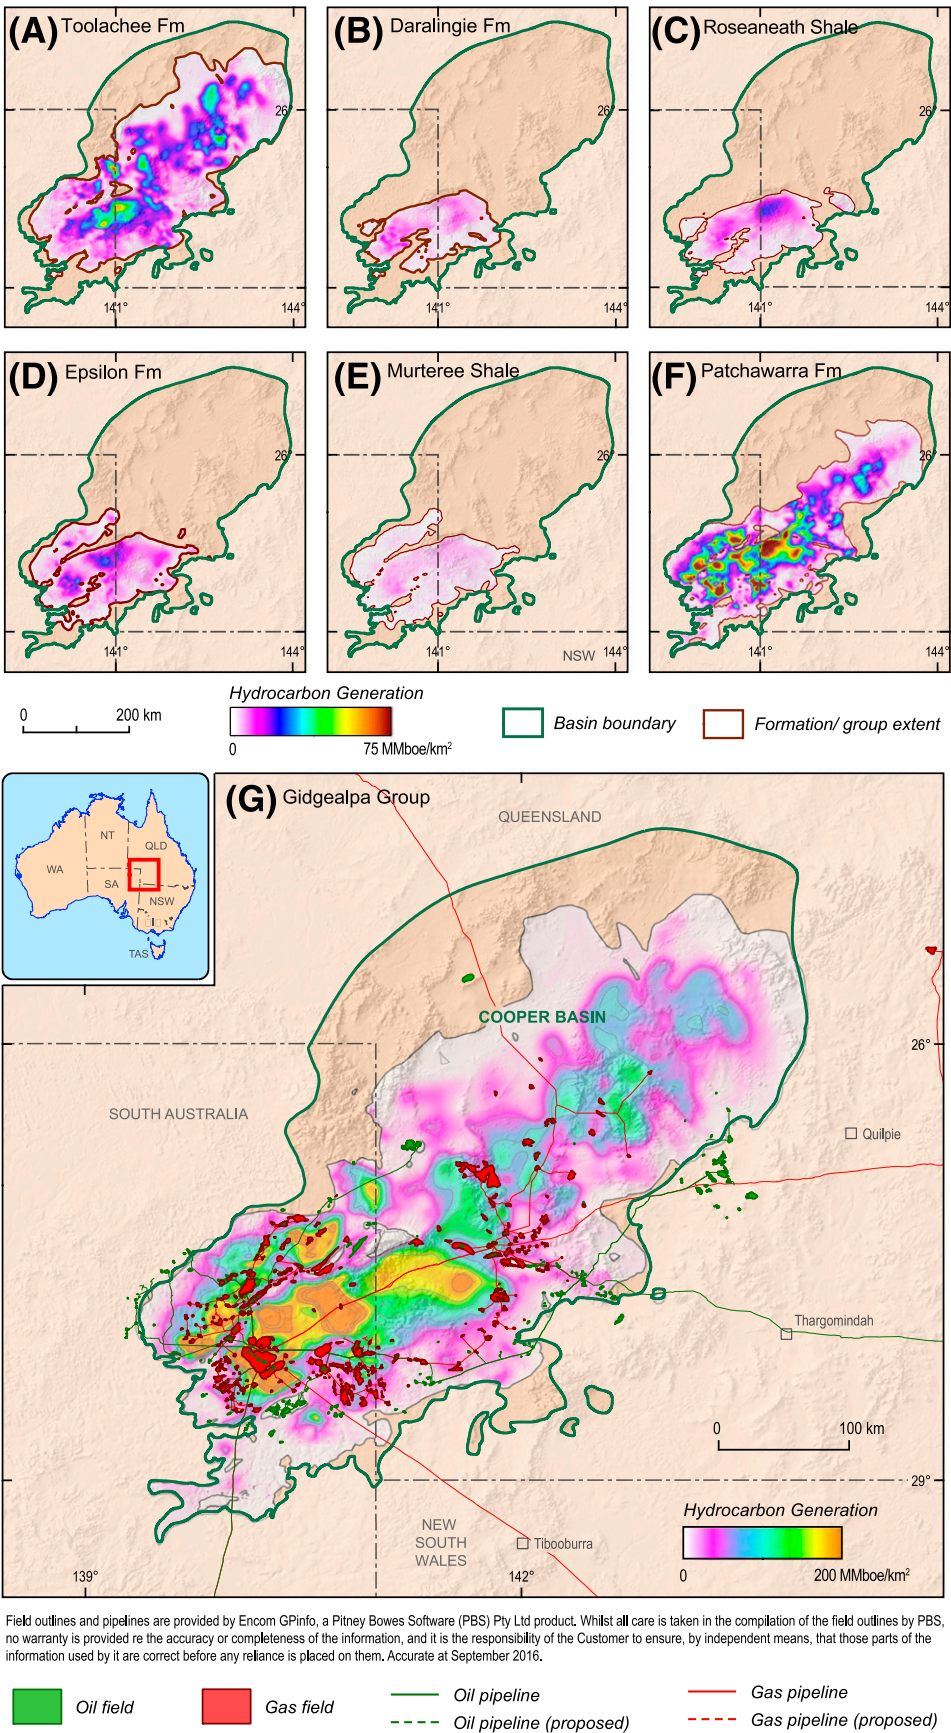 (A) Toolachee Fm
26°
141°
144°
(B) Daralingie Fm
26°
141°
144°
(C) Roseaneath Shale
26°
141°
144°
(D) Epsilon Fm
26°
141°
144°
(E) Murteree Shale
26°
NSW
141°
144°
(F) Patchawarra Fm
26°
141°
144°
0 200 km
Hydrocarbon Generation
0 75 MMboe/km²
Basin boundary
Formation/ group extent
WA
NT
QLD
SA
NSW
TAS
(G) Gidgealpa Group
QUEENSLAND
COOPER BASIN
26°
SOUTH AUSTRALIA
Quilpie
Thargomindah
0 100 km
29°
Hydrocarbon Generation
NEW
SOUTH
WALES
Tibooburra
0 200 MMboe/km²
139°
142°
Field outlines and pipelines are provided by Encom GPinfo, a Pitney Bowes Software (PBS) Pty Ltd product. Whilst all care is taken in the compilation of the field outlines by PBS,
no warranty is provided re the accuracy or completeness of the information, and it is the responsibility of the Customer to ensure, by independent means, that those parts of the
information used by it are correct before any reliance is placed on them. Accurate at September 2016.
Oil field
Gas field
Oil pipeline
Oil pipeline (proposed)
Gas pipeline
Gas pipeline (proposed)